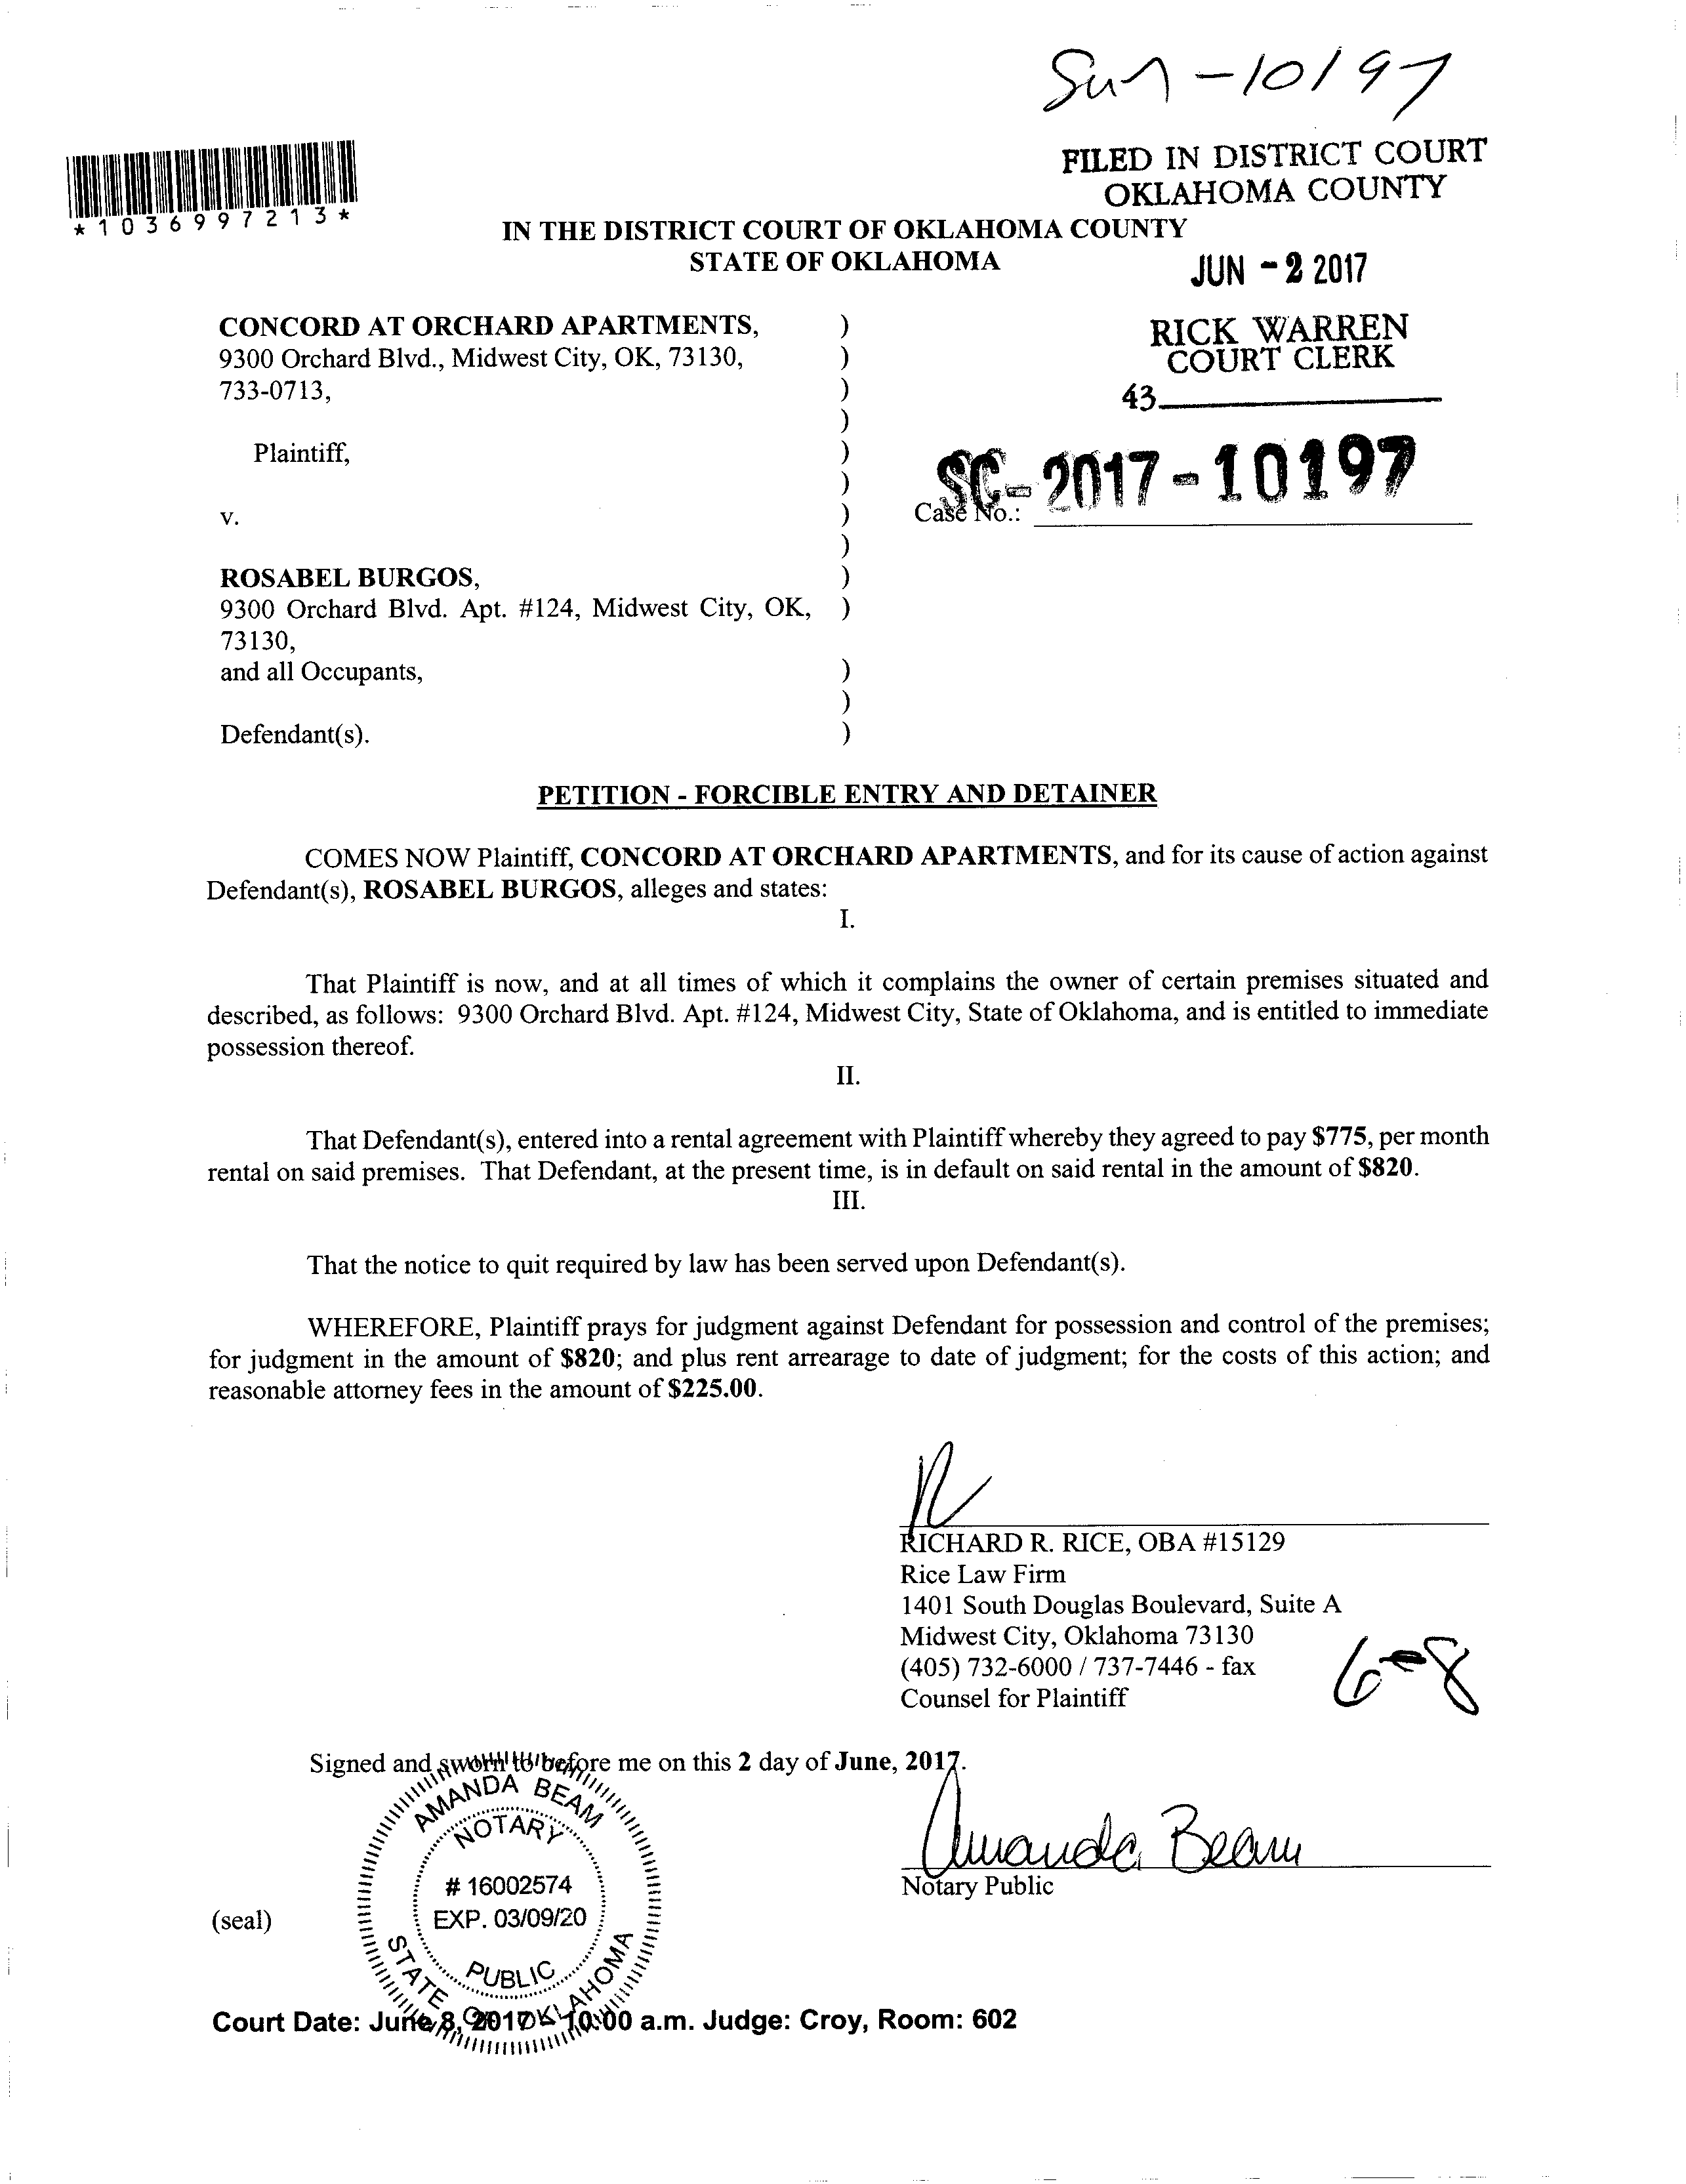 -10197
*1036997213*
FILED IN DISTRICT COURT
OKLAHOMA COUNTY
IN THE DISTRICT COURT OF OKLAHOMA COUNTY
STATE OF OKLAHOMA
JUN - 2 2017
RICK WARREN
COURT CLERK
43
CONCORD AT ORCHARD APARTMENTS, )
9300 Orchard Blvd., Midwest City, OK, 73130, )
733-0713, )
)
Plaintiff, )
)
v. )
)
SC-2017-10197
Case No.:
ROSABEL BURGOS, )
9300 Orchard Blvd. Apt. #124, Midwest City, OK, )
73130,
and all Occupants, )
)
Defendant(s). )
PETITION - FORCIBLE ENTRY AND DETAINER
COMES NOW Plaintiff, CONCORD AT ORCHARD APARTMENTS, and for its cause of action against
Defendant(s), ROSABEL BURGOS, alleges and states:
I.
That Plaintiff is now, and at all times of which it complains the owner of certain premises situated and
described, as follows: 9300 Orchard Blvd. Apt. #124, Midwest City, State of Oklahoma, and is entitled to immediate
possession thereof.
II.
That Defendant(s), entered into a rental agreement with Plaintiff whereby they agreed to pay $775, per month
rental on said premises. That Defendant, at the present time, is in default on said rental in the amount of $820.
III.
That the notice to quit required by law has been served upon Defendant(s).
WHEREFORE, Plaintiff prays for judgment against Defendant for possession and control of the premises;
for judgment in the amount of $820; and plus rent arrearage to date of judgment; for the costs of this action; and
reasonable attorney fees in the amount of $225.00.
RICHARD R. RICE, OBA #15129
Rice Law Firm
1401 South Douglas Boulevard, Suite A
Midwest City, Oklahoma 73130
(405) 732-6000 / 737-7446 - fax
Counsel for Plaintiff
6-8
Signed and sworn to before me on this 2 day of June, 2017.
Amanda Beam
Notary Public
(seal)
AMANDA BEAM
NOTARY
# 16002574
EXP. 03/09/20
PUBLIC
STATE OF OKLAHOMA
Court Date: June 8, 2017 10:00 a.m. Judge: Croy, Room: 602